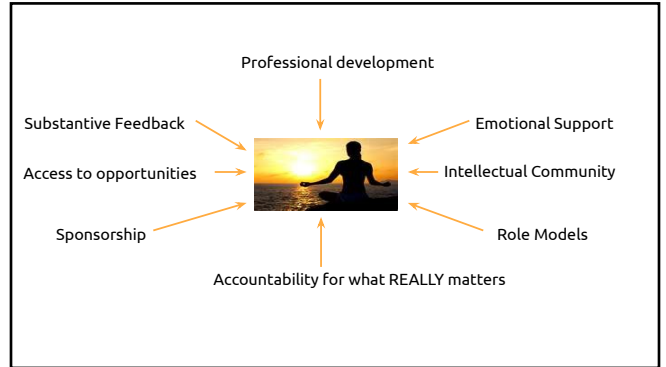 Professional development
Substantive Feedback
Emotional Support
Access to opportunities
Intellectual Community
Sponsorship
Role Models
Accountability for what REALLY matters